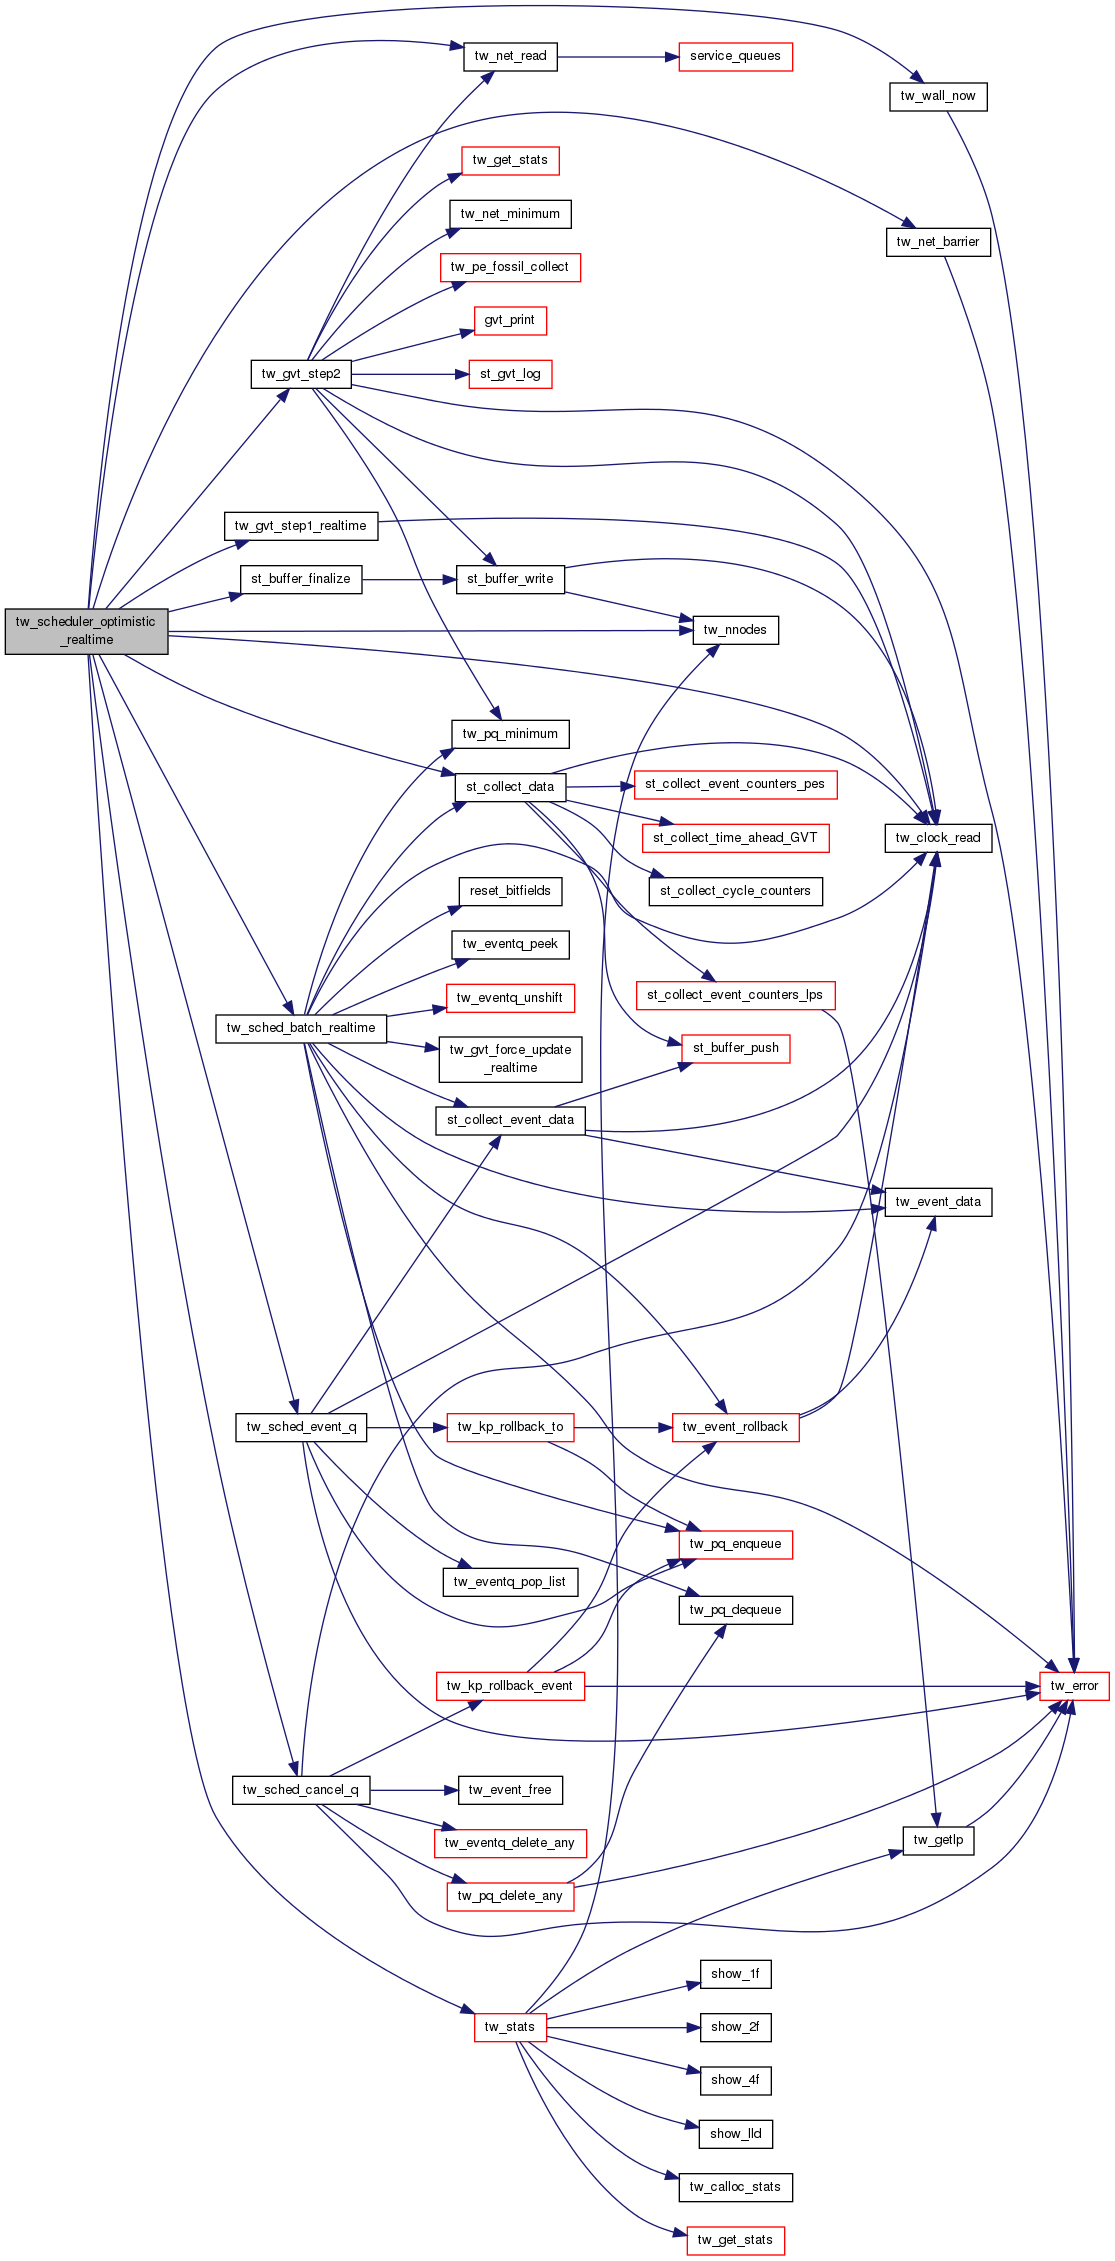 tw_net_read
service_queues
tw_wall_now
tw_get_stats
tw_net_minimum
tw_net_barrier
tw_pe_fossil_collect
gvt_print
tw_gvt_step2
st_gvt_log
tw_gvt_step1_realtime
st_buffer_finalize
st_buffer_write
tw_scheduler_optimistic
_realtime
tw_nnodes
tw_pq_minimum
st_collect_data
st_collect_event_counters_pes
st_collect_time_ahead_GVT
tw_clock_read
reset_bitfields
st_collect_cycle_counters
tw_eventq_peek
tw_eventq_unshift
st_collect_event_counters_lps
tw_sched_batch_realtime
tw_gvt_force_update
_realtime
st_buffer_push
st_collect_event_data
tw_event_data
tw_sched_event_q
tw_kp_rollback_to
tw_event_rollback
tw_pq_enqueue
tw_eventq_pop_list
tw_pq_dequeue
tw_kp_rollback_event
tw_error
tw_sched_cancel_q
tw_event_free
tw_eventq_delete_any
tw_getlp
tw_pq_delete_any
show_1f
tw_stats
show_2f
show_4f
show_lld
tw_calloc_stats
tw_get_stats